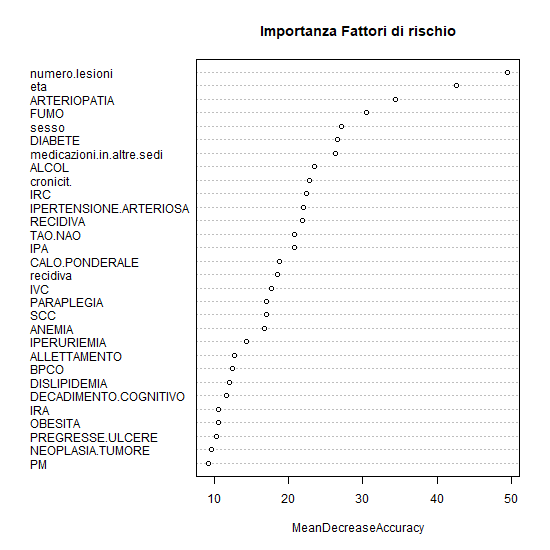 Importanza Fattori di rischio
numero.lesioni
eta
ARTERIOPATIA
FUMO
sesso
DIABETE
medicazioni.in.altre.sedi
ALCOL
cronicit.
IRC
IPERTENSIONE.ARTERIOSA
RECIDIVA
TAO.NAO
IPA
CALO.PONDERALE
recidiva
IVC
PARAPLEGIA
SCC
ANEMIA
IPERURIEMIA
ALLETTAMENTO
BPCO
DISLIPIDEMIA
DECADIMENTO.COGNITIVO
IRA
OBESITA
PREGRESSE.ULCERE
NEOPLASIA.TUMORE
PM
10 20 30 40 50
MeanDecreaseAccuracy